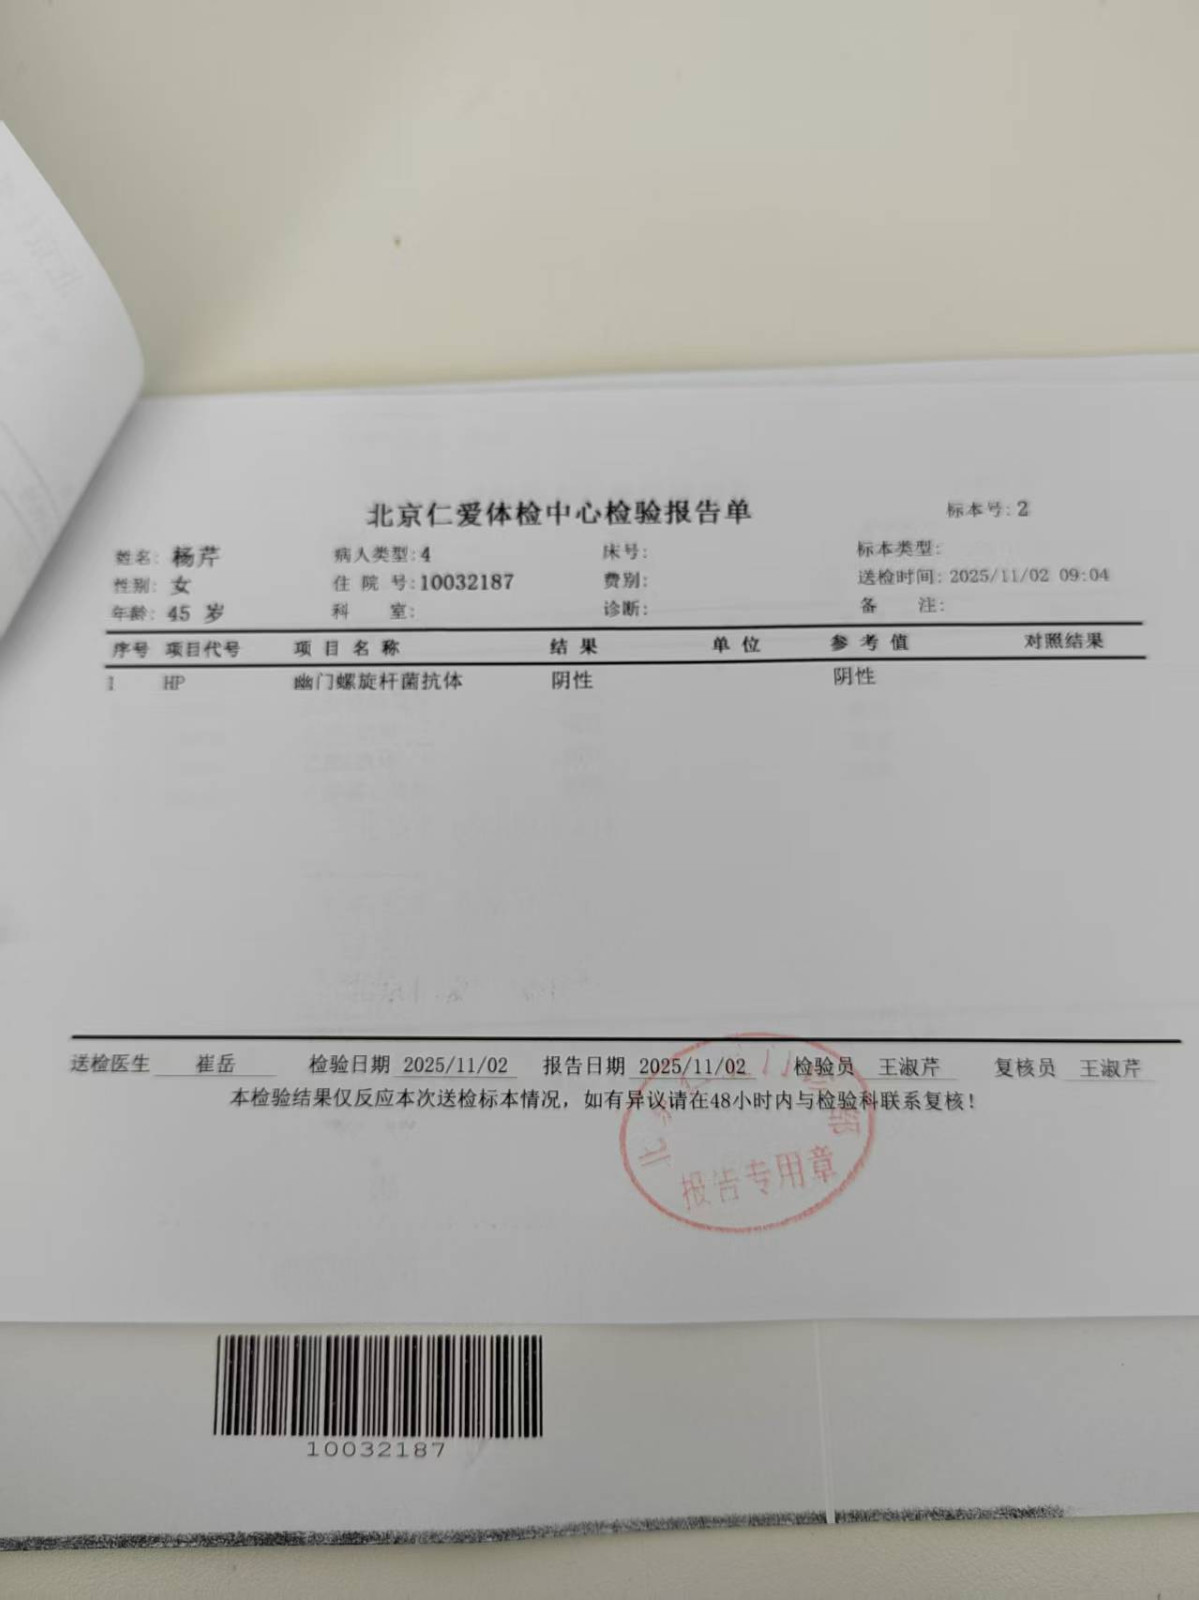 北京仁爱体检中心检验报告单 标本号: 2
姓名: 杨芹 病人类型: 4 床号: 标本类型:
性别: 女 住院号: 10032187 费别: 送检时间: 2025/11/02 09:04
年龄: 45 岁 科 室: 诊断: 备 注:
序号 项目代号 项目名称 结果 单位 参考值 对照结果
1 HP 幽门螺旋杆菌抗体 阴性 阴性
送检医生 崔岳 检验日期 2025/11/02 报告日期 2025/11/02 检验员 王淑芹 复核员 王淑芹
本检验结果仅反应本次送检标本情况，如有异议请在48小时内与检验科联系复核!
报告专用章
10032187